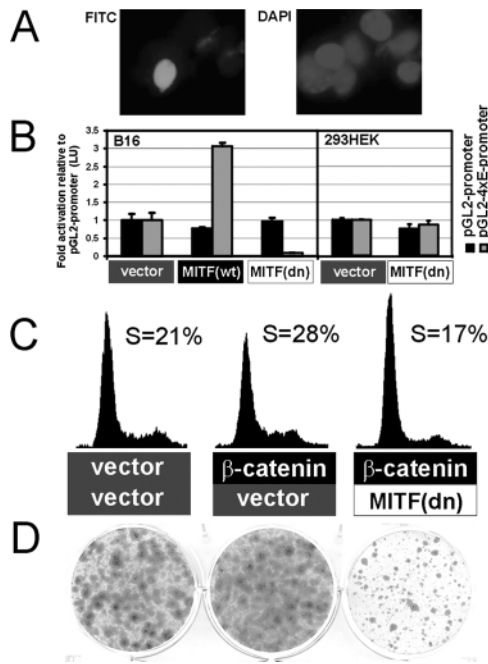 A
FITC
DAPI
B
Fold activation relative to
pGL2-promoter (LU)
3.5
3
2.5
2
1.5
1
0.5
0
B16
293HEK
vector
MITF(wt)
MITF(dn)
vector
MITF(dn)
pGL2-promoter
pGL2-4xE-promoter
C
S=21%
S=28%
S=17%
vector
vector
β-catenin
vector
β-catenin
MITF(dn)
D